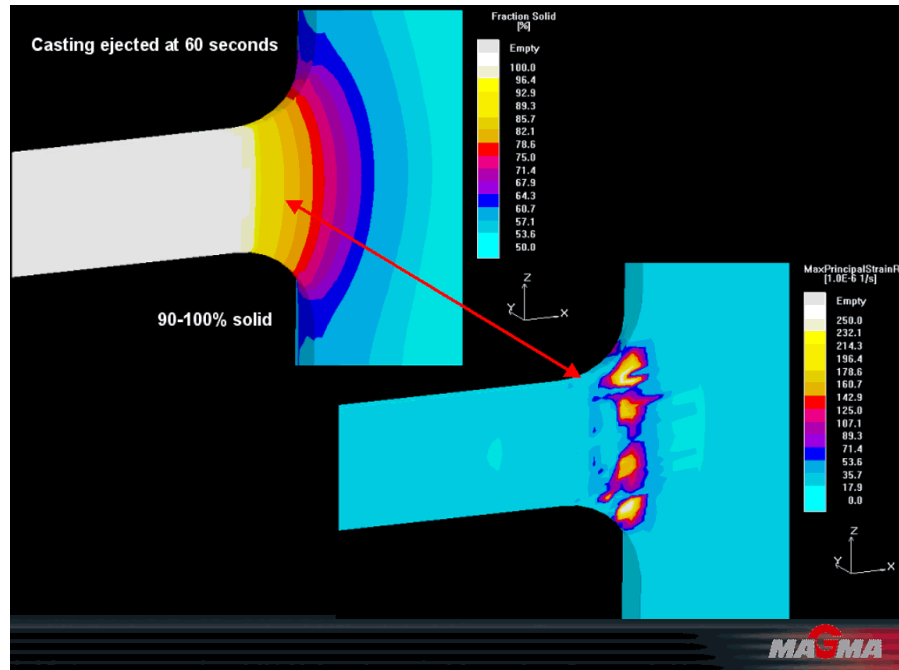 Casting ejected at 60 seconds
Fraction Solid
[%]
Empty
100.0
96.4
92.9
89.3
85.7
82.1
78.6
75.0
71.4
67.9
64.3
60.7
57.1
53.6
50.0
Z
Y
X
90-100% solid
MaxPrincipalStrainR
[1.0E-6 1/s]
Empty
250.0
232.1
214.3
196.4
178.6
160.7
142.9
125.0
107.1
89.3
71.4
53.6
35.7
17.9
0.0
Z
Y
X
MAGMA